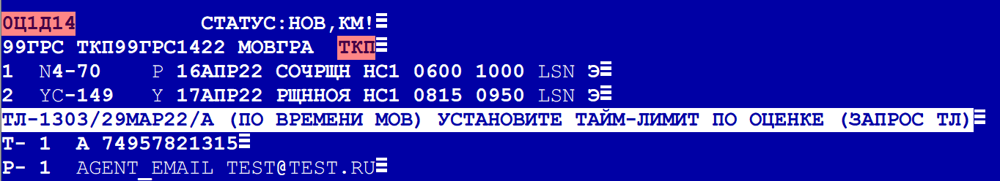 0Ц1Д14 СТАТУС:НОВ,КМ!
99ГРС ТКП99ГРС1422 МОВГРА ТКП
1 N4-70 P 16АПР22 СОЧРЩН НС1 0600 1000 LSN Э
2 YC-149 Y 17АПР22 РЩННОЯ НС1 0815 0950 LSN Э
ТЛ-1303/29МАР22/А (ПО ВРЕМЕНИ МОВ) УСТАНОВИТЕ ТАЙМ-ЛИМИТ ПО ОЦЕНКЕ (ЗАПРОС ТЛ)
Т- 1 А 74957821315
Р- 1 AGENT_EMAIL TEST@TEST.RU